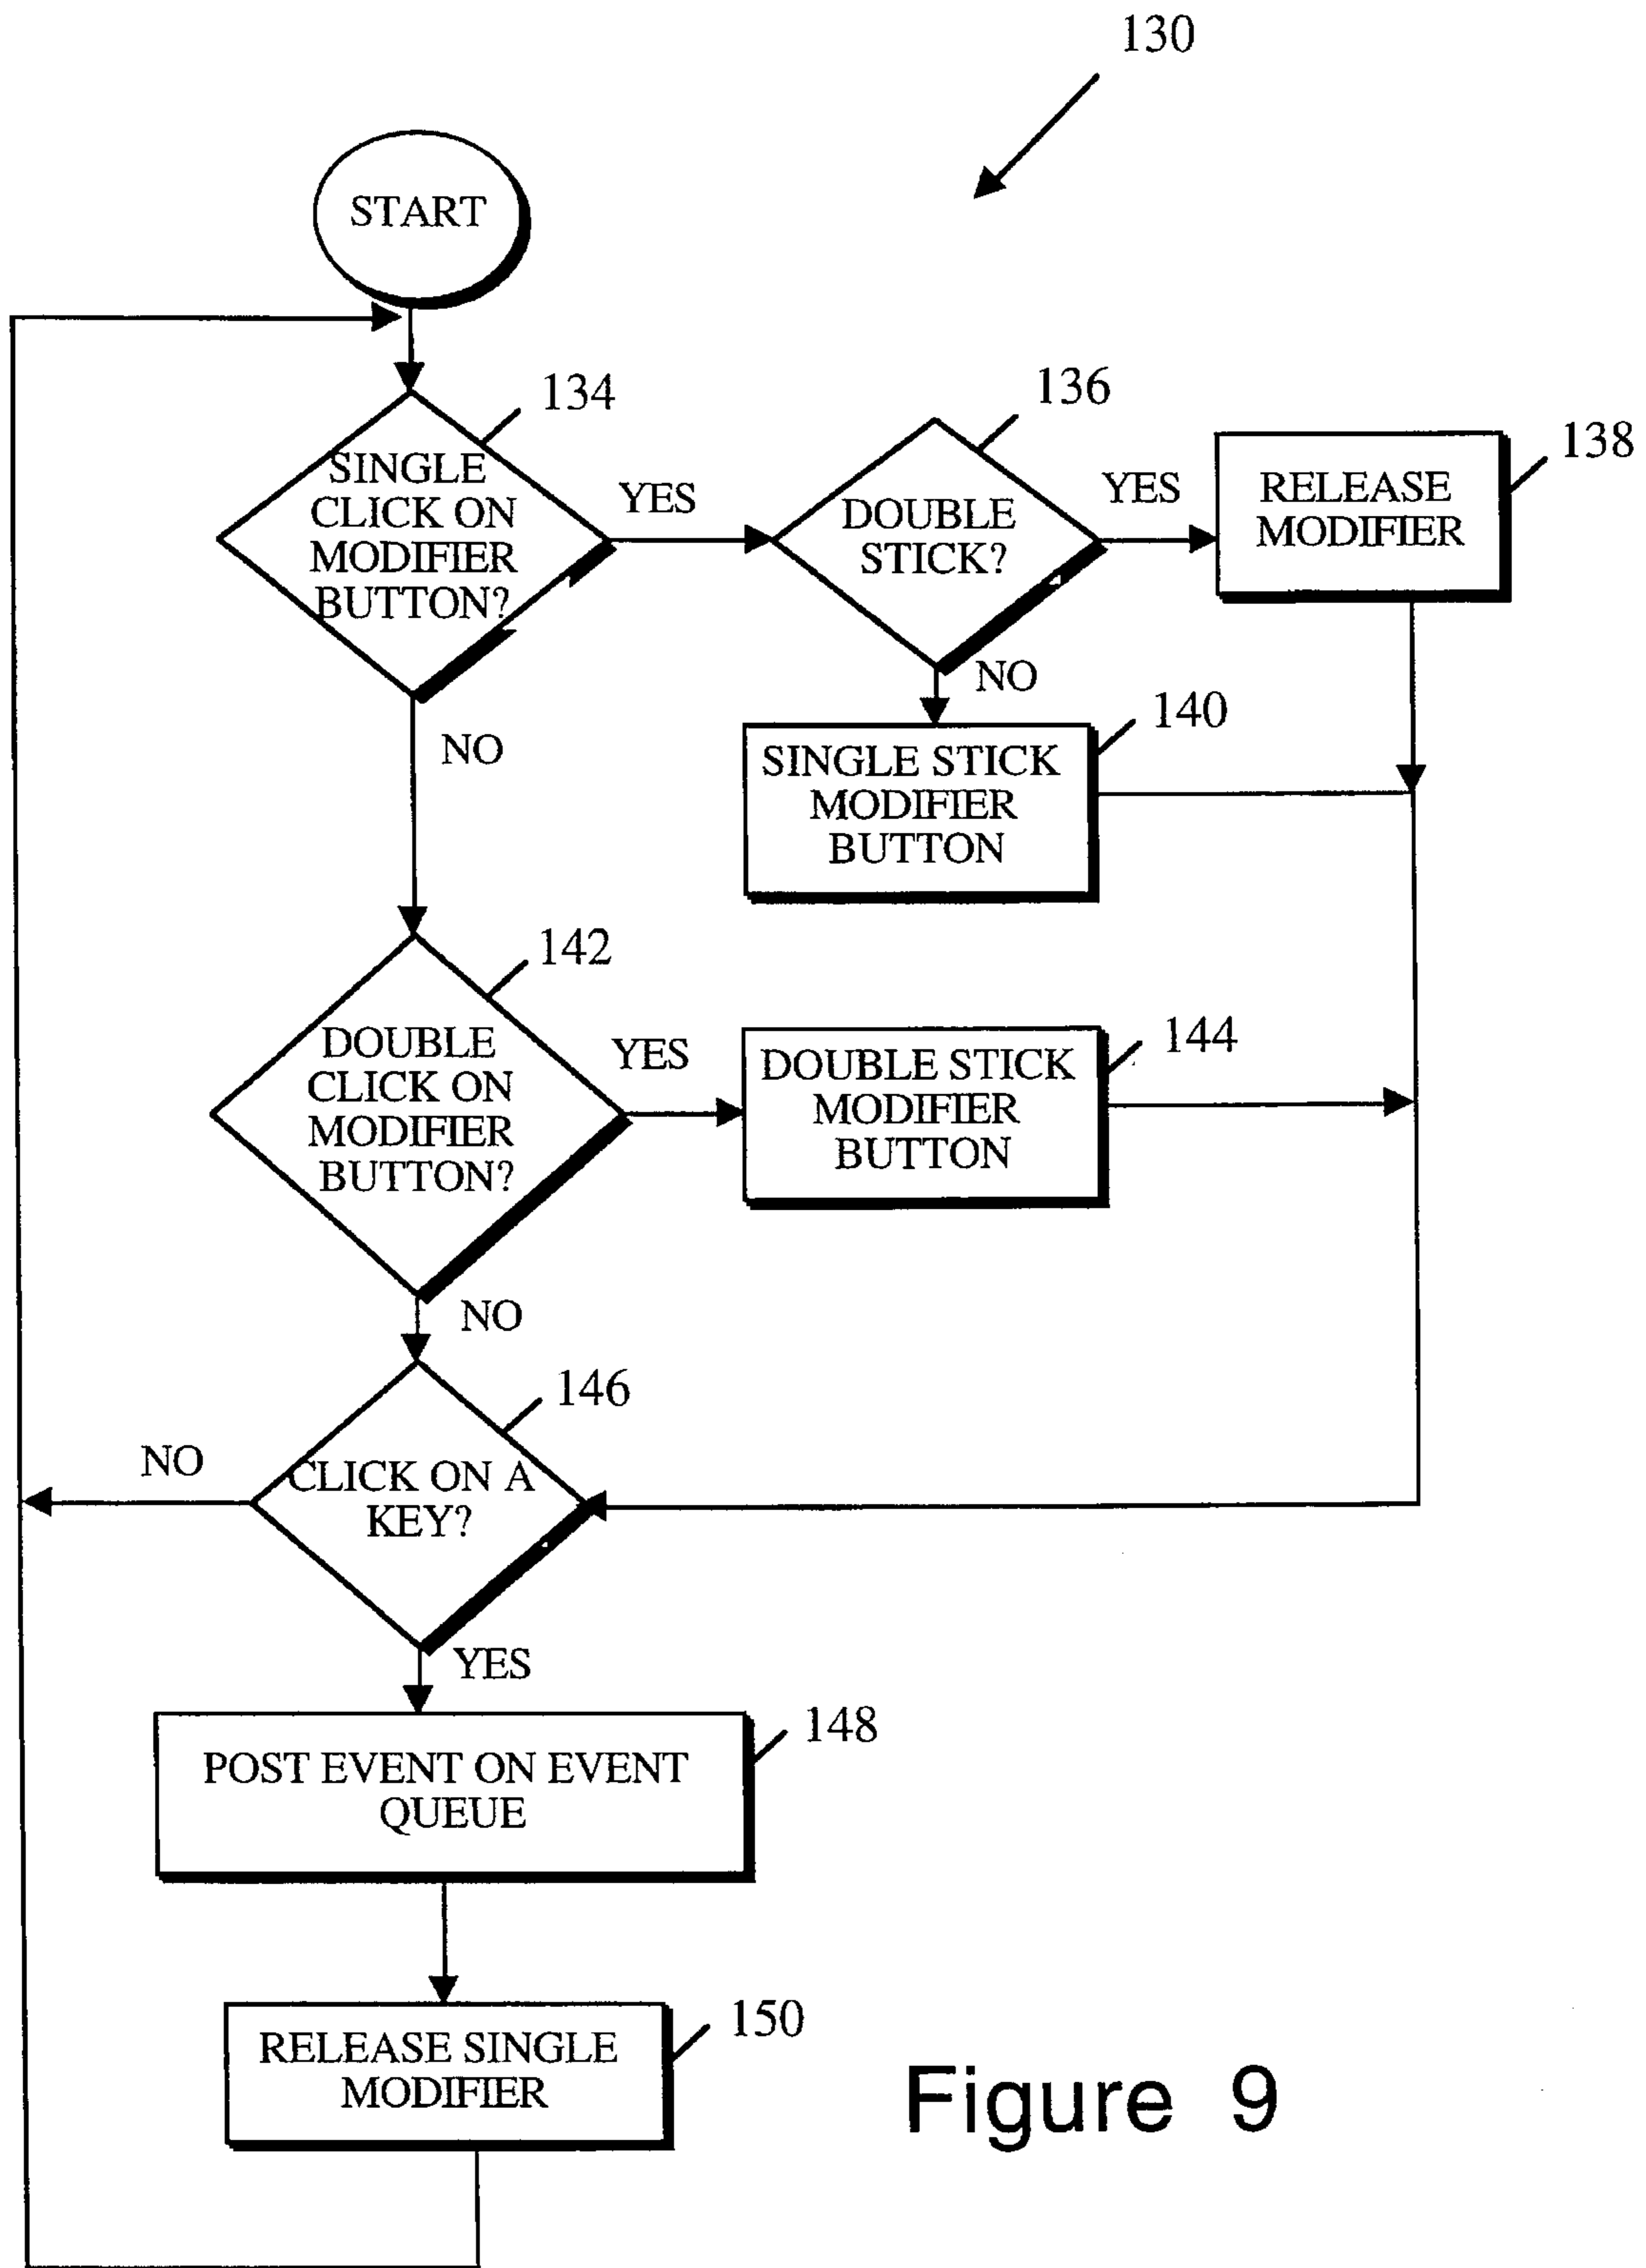 130
START
134
SINGLE
CLICK ON
MODIFIER
BUTTON?
YES
136
DOUBLE
STICK?
YES
138
RELEASE
MODIFIER
NO
140
SINGLE STICK
MODIFIER
BUTTON
NO
142
DOUBLE
CLICK ON
MODIFIER
BUTTON?
YES
144
DOUBLE STICK
MODIFIER
BUTTON
NO
146
CLICK ON A
KEY?
NO
YES
148
POST EVENT ON EVENT
QUEUE
150
RELEASE SINGLE
MODIFIER
Figure 9